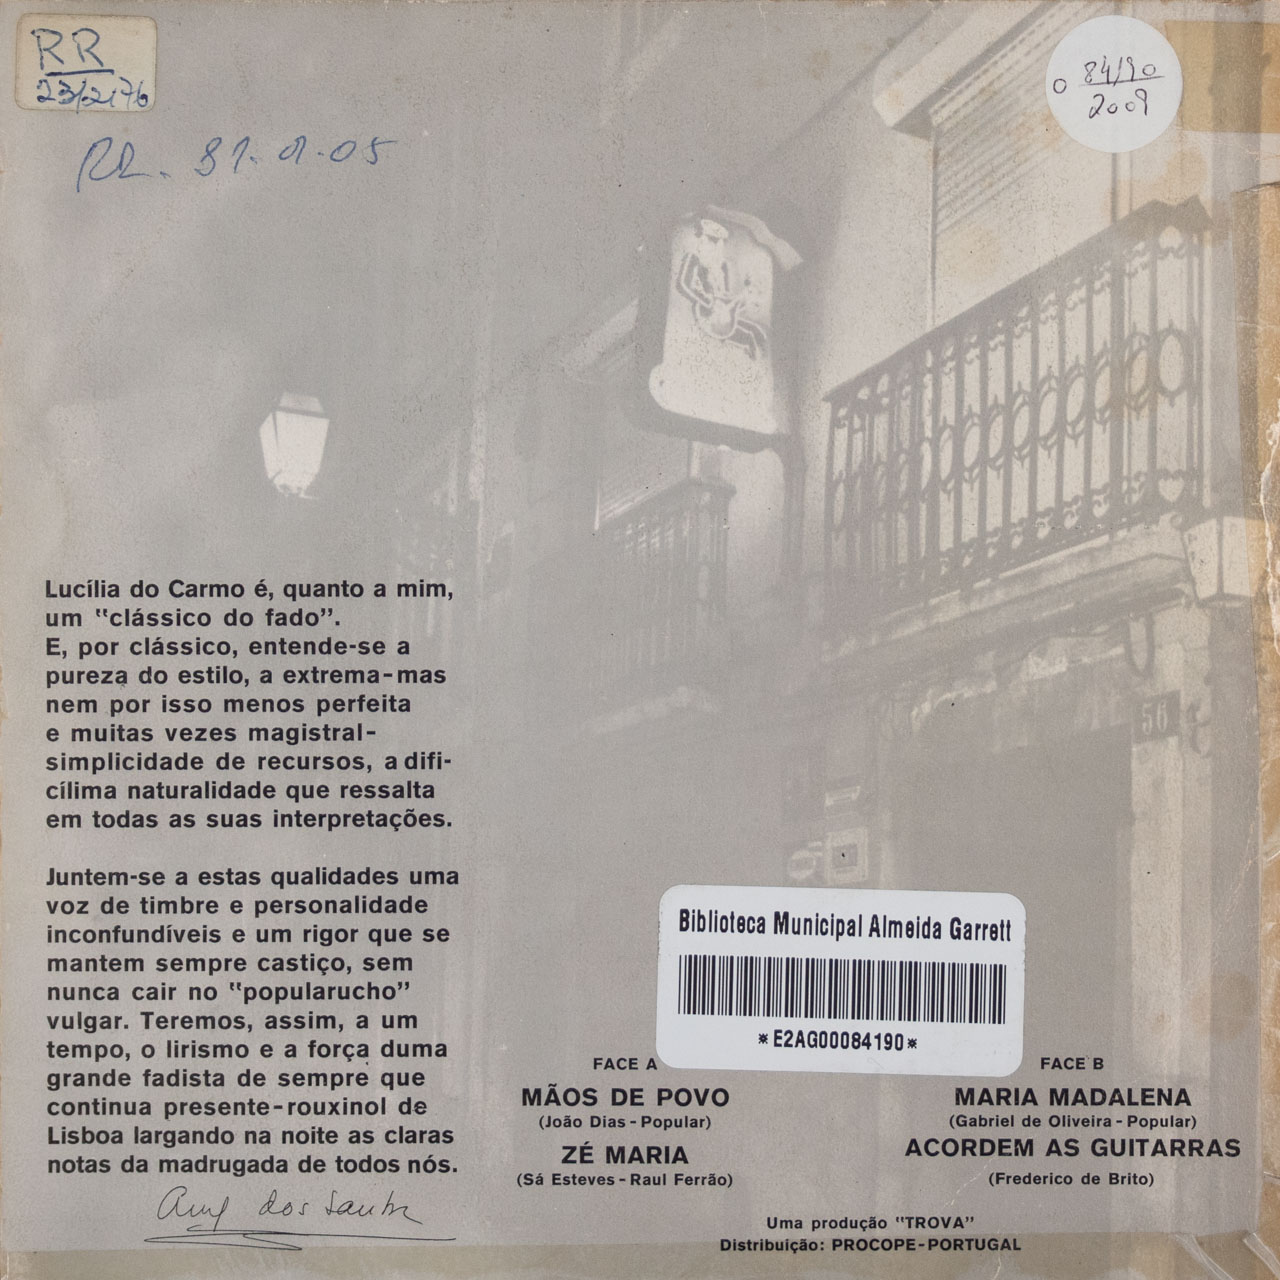 RR
23/2/76
RR. 31.01.05
0 84190
2009
50
Lucília do Carmo é, quanto a mim,
um "clássico do fado".
E, por clássico, entende-se a
pureza do estilo, a extrema-mas
nem por isso menos perfeita
e muitas vezes magistral-
simplicidade de recursos, a difi-
cílima naturalidade que ressalta
em todas as suas interpretações.
Juntem-se a estas qualidades uma
voz de timbre e personalidade
inconfundíveis e um rigor que se
mantem sempre castiço, sem
nunca cair no "popularucho"
vulgar. Teremos, assim, a um
tempo, o lirismo e a força duma
grande fadista de sempre que
continua presente-rouxinol de
Lisboa largando na noite as claras
notas da madrugada de todos nós.
dos Santos
Biblioteca Municipal Almeida Garrett
*E2AG00084190*
FACE A
MÃOS DE POVO
(João Dias - Popular)
ZÉ MARIA
(Sá Esteves - Raul Ferrão)
FACE B
MARIA MADALENA
(Gabriel de Oliveira - Popular)
ACORDEM AS GUITARRAS
(Frederico de Brito)
Uma produção "TROVA"
Distribuição: PROCOPE-PORTUGAL